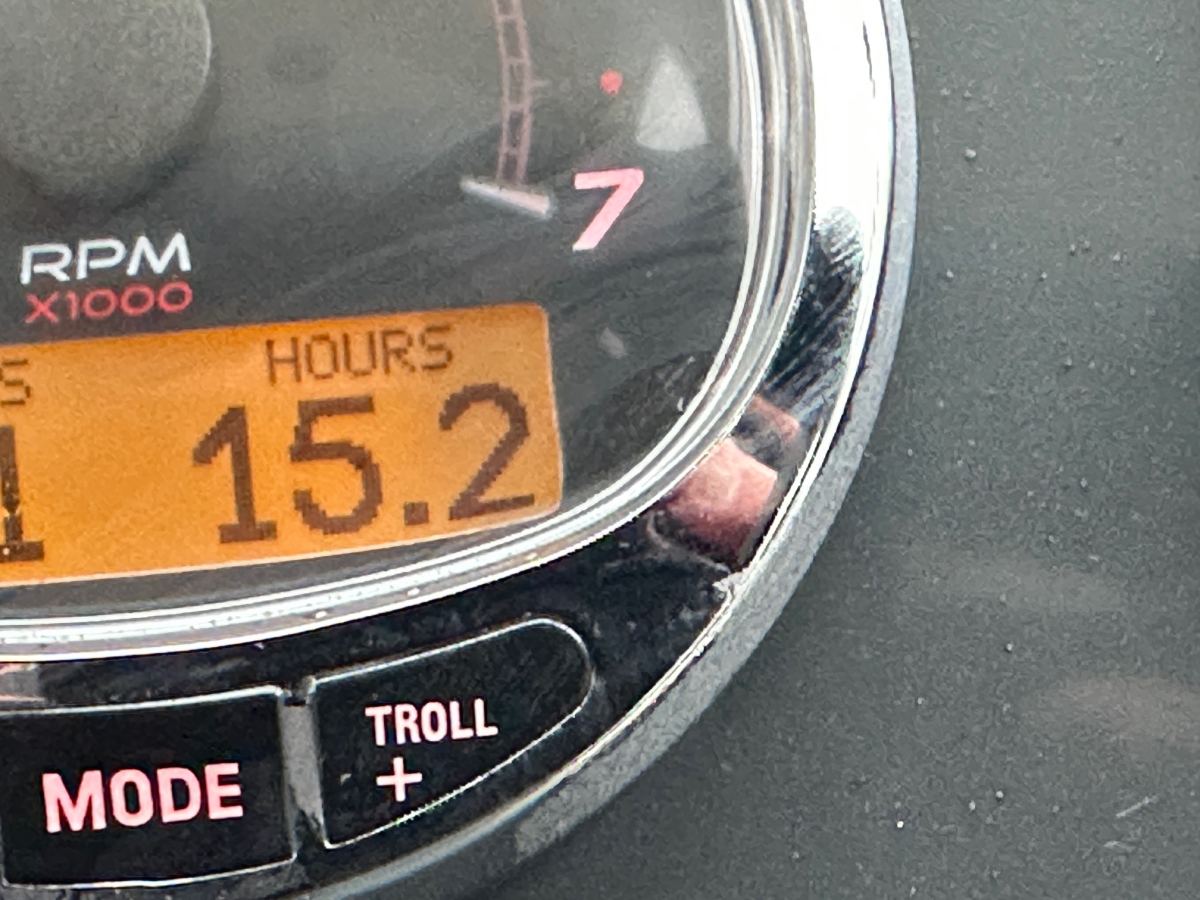 7
RPM
X1000
HOURS
15.2
TROLL
+
MODE